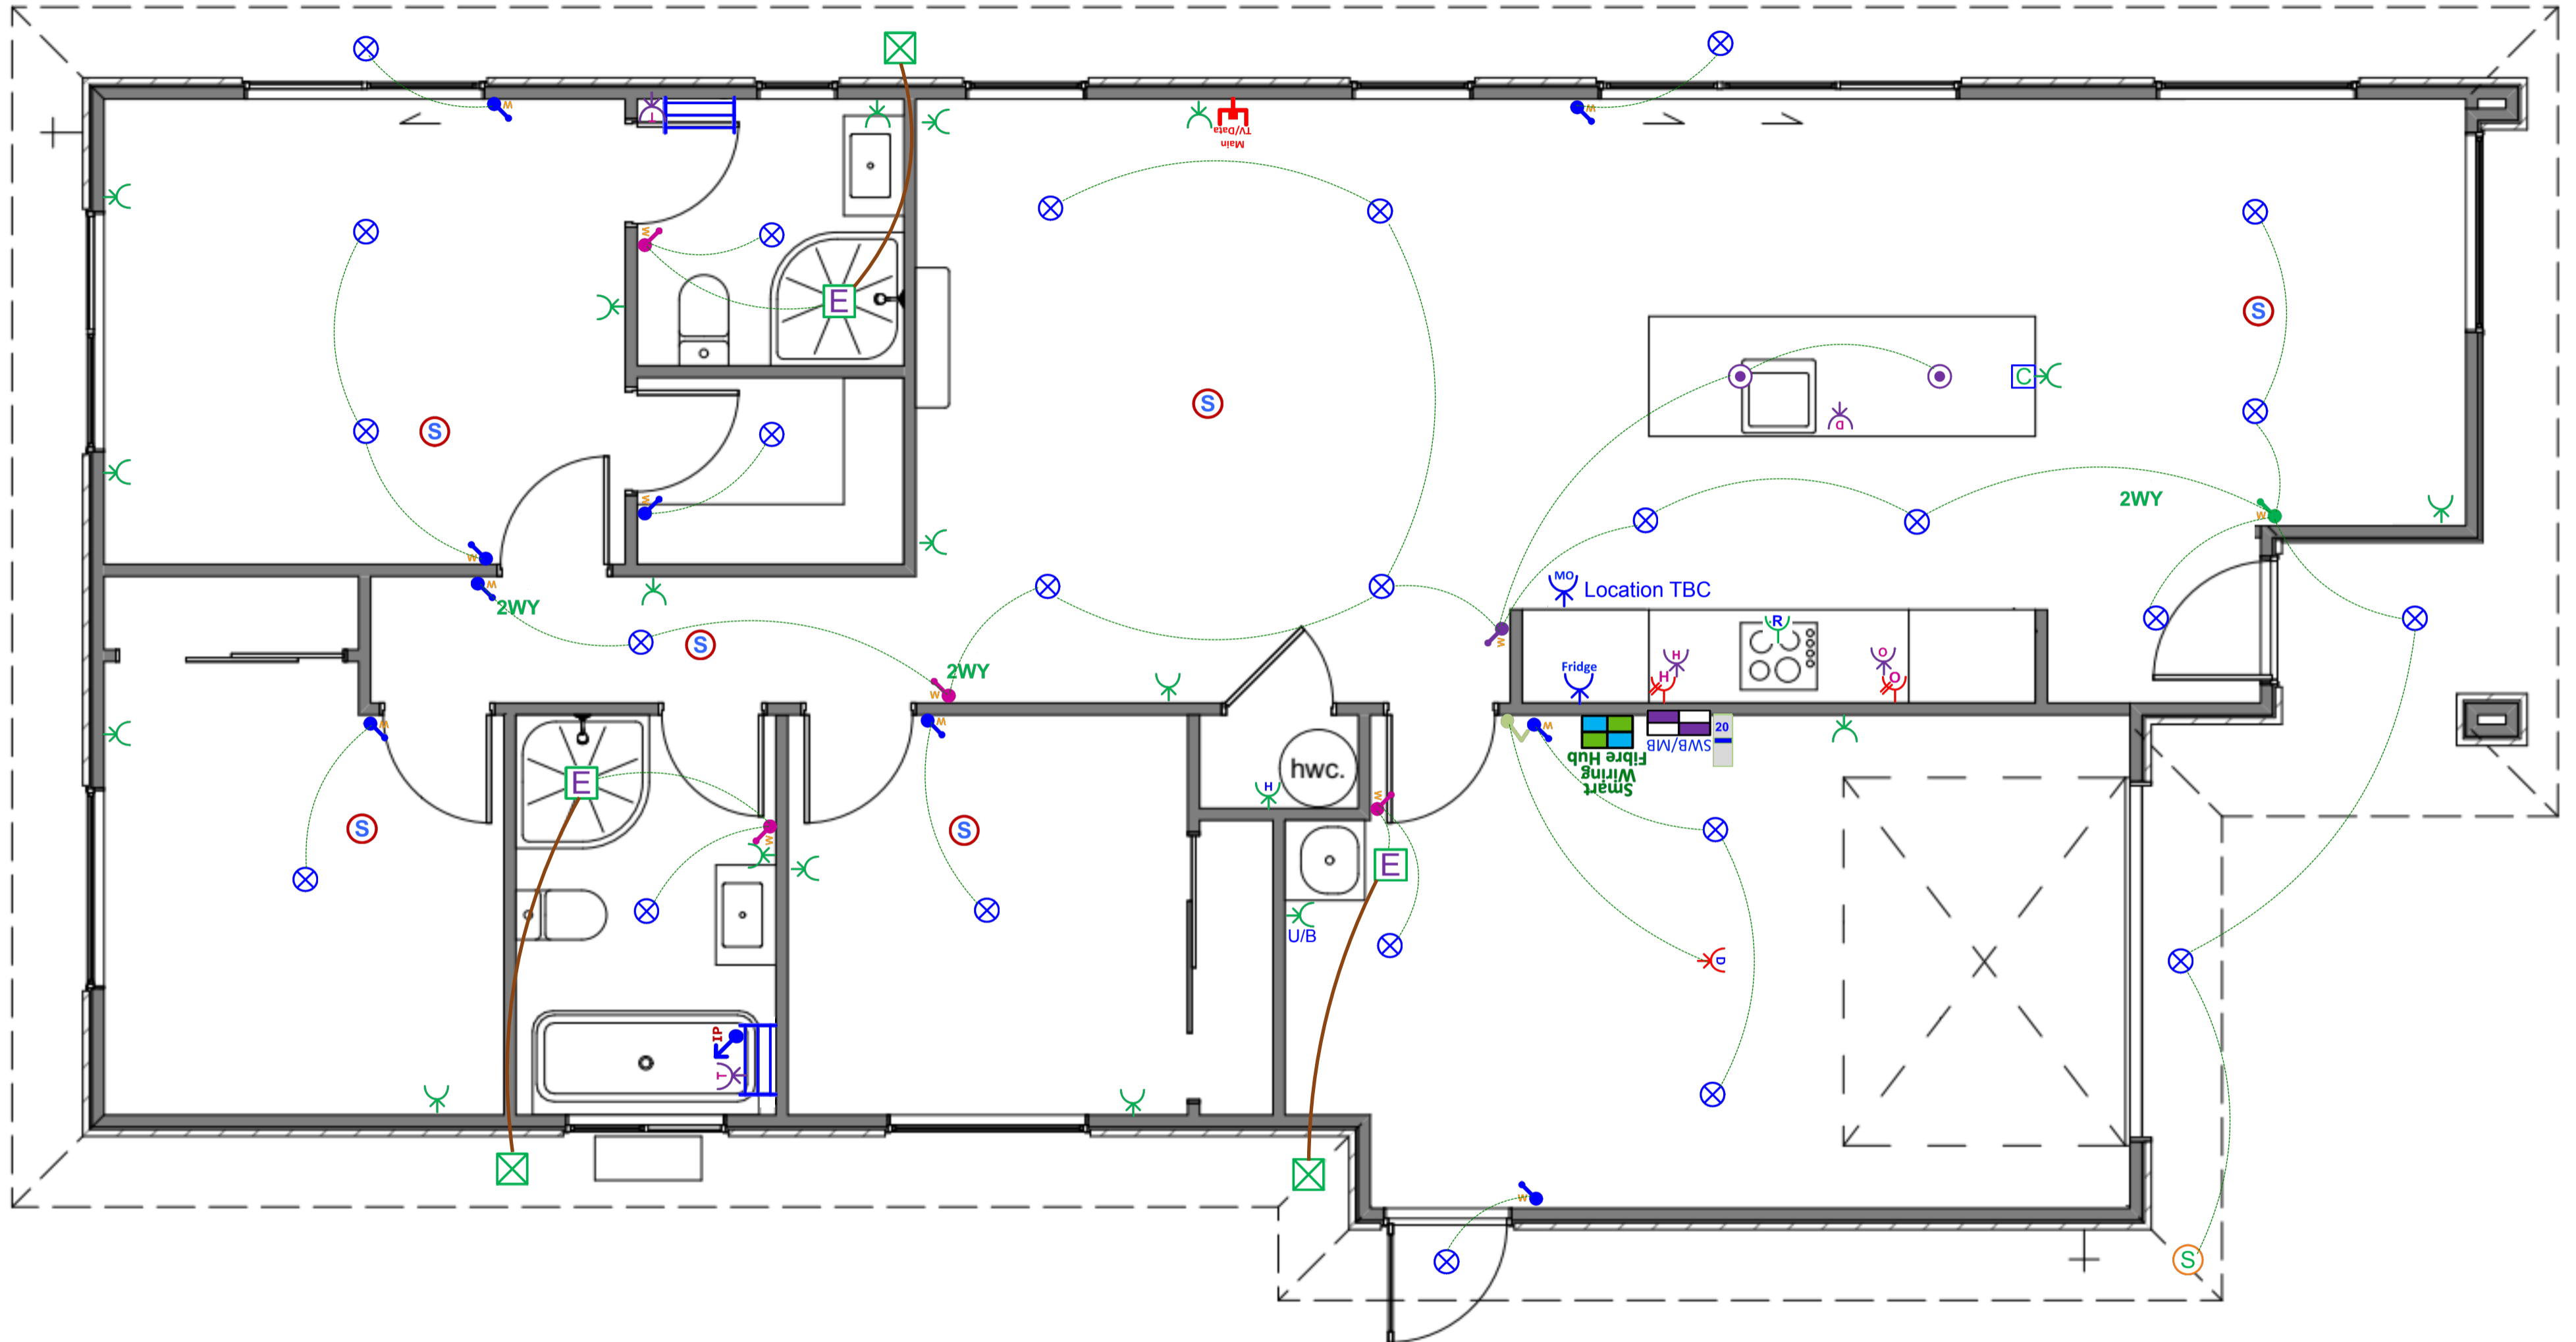 W
T
TV/Data
Main
W
W
E
S
S
S
C
D
W
W
2WY
W
W
2WY
MO
Location TBC
R
S
2WY
W
W
Fridge
H
H
O
O
W
W
W
W
SWB/MB
20
Fibre Hub
Wiring
Smart
hwc.
H
W
E
S
W
S
E
U/B
D
IP
T
W
S